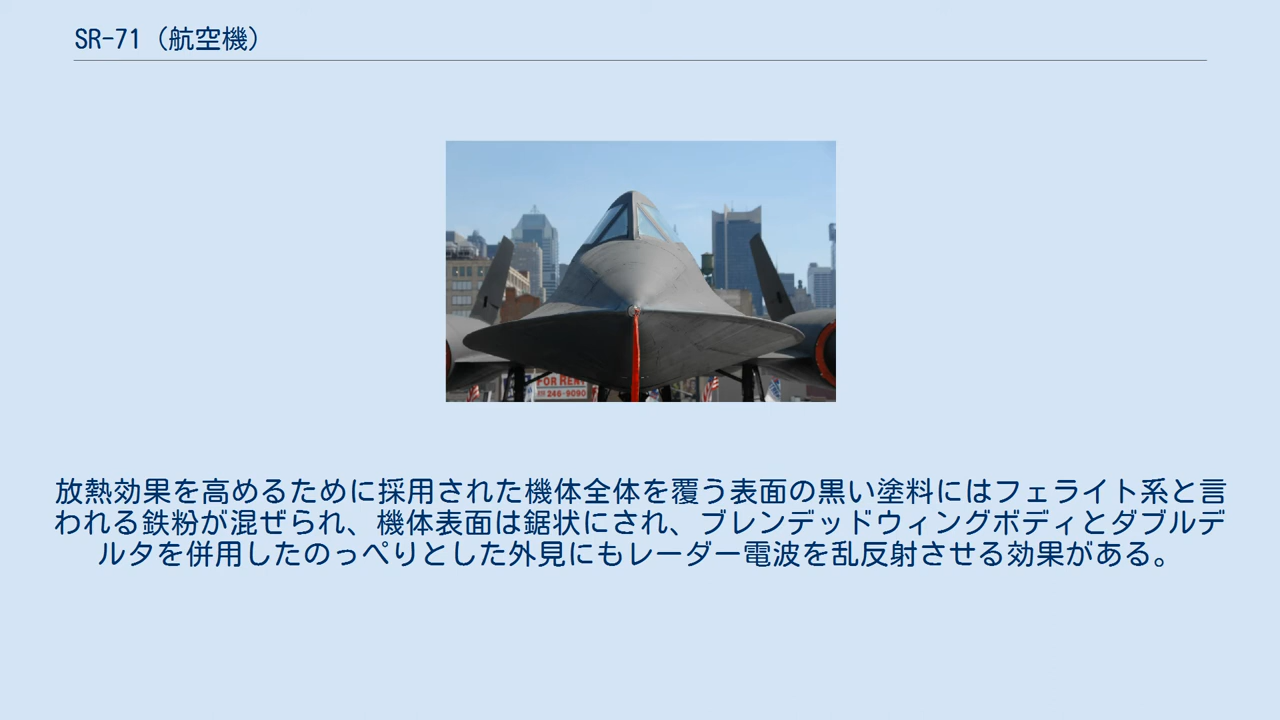 SR-71（航空機）
FOR RENT
246-9090
放熱効果を高めるために採用された機体全体を覆う表面の黒い塗料にはフェライト系と言
われる鉄粉が混ぜられ、機体表面は鋸状にされ、ブレンデッドウィングボディとダブルデ
ルタを併用したのっぺりとした外見にもレーダー電波を乱反射させる効果がある。